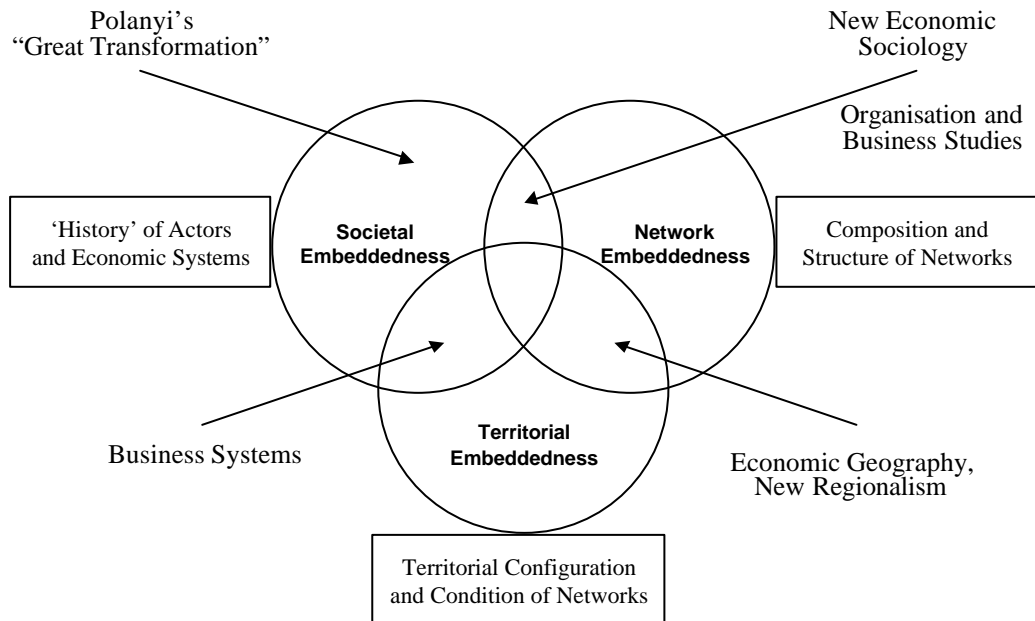 Polanyi’s
“Great Transformation”
New Economic
Sociology
Organisation and
Business Studies
‘History’ of Actors
and Economic Systems
Societal
Embeddedness
Network
Embeddedness
Composition and
Structure of Networks
Business Systems
Territorial
Embeddedness
Economic Geography,
New Regionalism
Territorial Configuration
and Condition of Networks